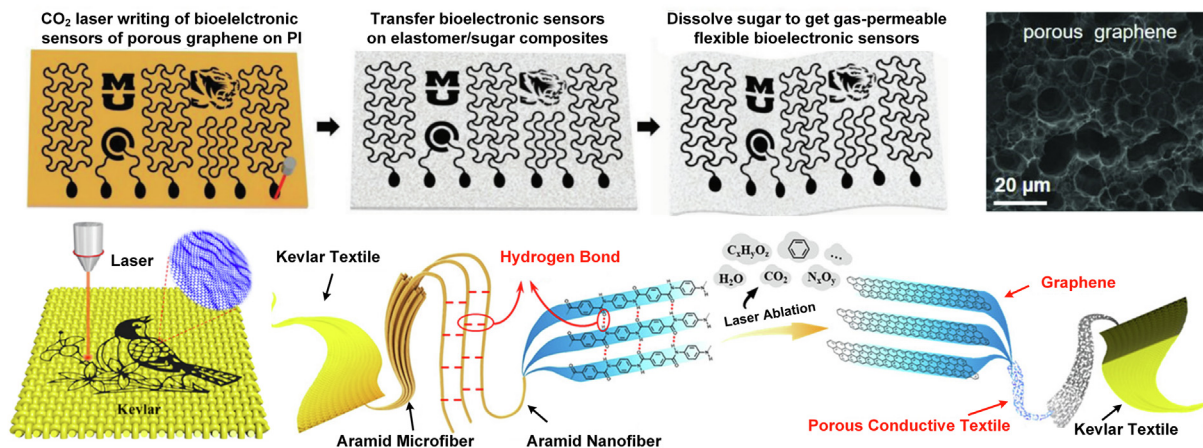 CO₂ laser writing of bioelelctronic
sensors of porous graphene on PI
Transfer bioelectronic sensors
on elastomer/sugar composites
Dissolve sugar to get gas-permeable
flexible bioelectronic sensors
porous graphene
20 µm
MU
MU
MU
Laser
Kevlar
Kevlar Textile
Hydrogen Bond
Aramid Microfiber
Aramid Nanofiber
CₓHᵧO_z
...
H₂O
CO₂
NₓOᵧ
Laser Ablation
Graphene
Porous Conductive Textile
Kevlar Textile